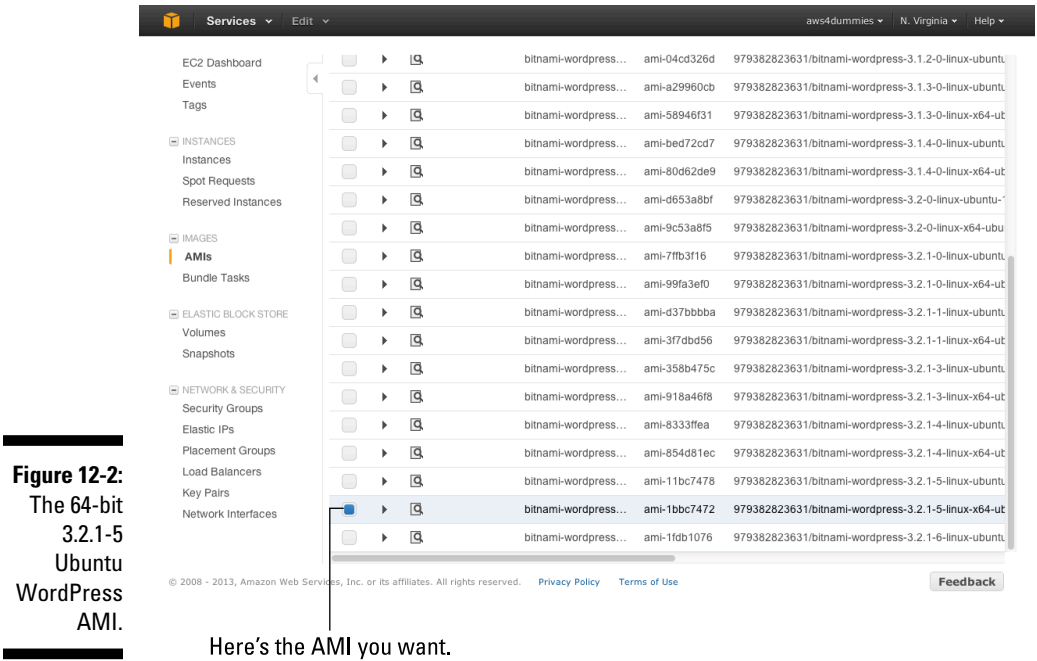 Services Edit aws4dummies N. Virginia Help
EC2 Dashboard
Events
Tags
INSTANCES
Instances
Spot Requests
Reserved Instances
IMAGES
AMIs
Bundle Tasks
ELASTIC BLOCK STORE
Volumes
Snapshots
NETWORK & SECURITY
Security Groups
Elastic IPs
Placement Groups
Load Balancers
Key Pairs
Network Interfaces
bitnami-wordpress... ami-04cd326d 979382823631/bitnami-wordpress-3.1.2-0-linux-ubuntu
bitnami-wordpress... ami-a29960cb 979382823631/bitnami-wordpress-3.1.3-0-linux-ubuntu
bitnami-wordpress... ami-58946f31 979382823631/bitnami-wordpress-3.1.3-0-linux-x64-ub
bitnami-wordpress... ami-bed72cd7 979382823631/bitnami-wordpress-3.1.4-0-linux-ubuntu
bitnami-wordpress... ami-80d62de9 979382823631/bitnami-wordpress-3.1.4-0-linux-x64-ub
bitnami-wordpress... ami-d653a8bf 979382823631/bitnami-wordpress-3.2-0-linux-ubuntu-1
bitnami-wordpress... ami-9c53a8f5 979382823631/bitnami-wordpress-3.2-0-linux-x64-ubu
bitnami-wordpress... ami-7ffb3f16 979382823631/bitnami-wordpress-3.2.1-0-linux-ubuntu
bitnami-wordpress... ami-99fa3ef0 979382823631/bitnami-wordpress-3.2.1-0-linux-x64-ub
bitnami-wordpress... ami-d37bbbba 979382823631/bitnami-wordpress-3.2.1-1-linux-ubuntu
bitnami-wordpress... ami-3f7dbd56 979382823631/bitnami-wordpress-3.2.1-1-linux-x64-ub
bitnami-wordpress... ami-358b475c 979382823631/bitnami-wordpress-3.2.1-3-linux-ubuntu
bitnami-wordpress... ami-918a46f8 979382823631/bitnami-wordpress-3.2.1-3-linux-x64-ub
bitnami-wordpress... ami-8333ffea 979382823631/bitnami-wordpress-3.2.1-4-linux-ubuntu
bitnami-wordpress... ami-854d81ec 979382823631/bitnami-wordpress-3.2.1-4-linux-x64-ub
bitnami-wordpress... ami-11bc7478 979382823631/bitnami-wordpress-3.2.1-5-linux-ubuntu
bitnami-wordpress... ami-1bbc7472 979382823631/bitnami-wordpress-3.2.1-5-linux-x64-ub
bitnami-wordpress... ami-1fdb1076 979382823631/bitnami-wordpress-3.2.1-6-linux-ubuntu
© 2008 - 2013, Amazon Web Services, Inc. or its affiliates. All rights reserved. Privacy Policy Terms of Use Feedback
Figure 12-2:
The 64-bit
3.2.1-5
Ubuntu
WordPress
AMI.
Here's the AMI you want.